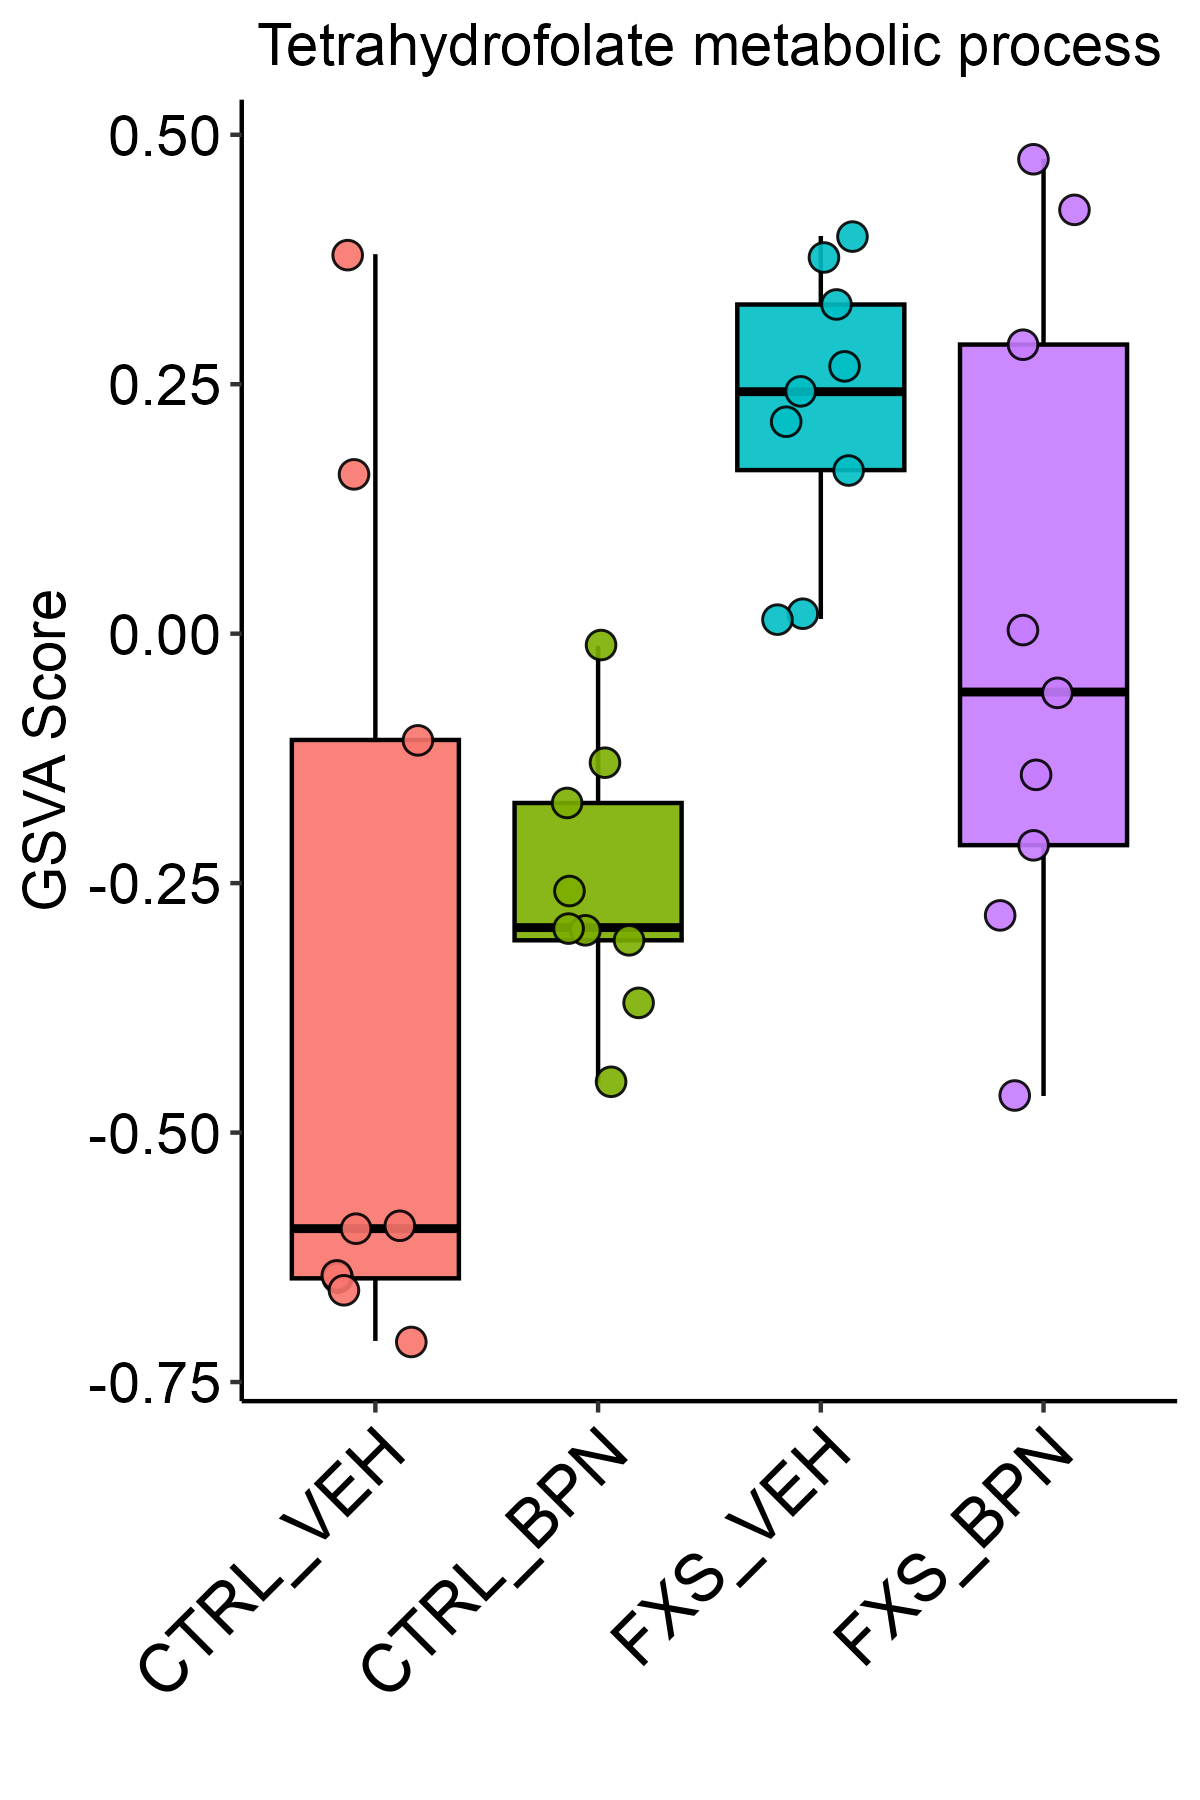 Tetrahydrofolate metabolic process
GSVA Score
0.50
0.25
0.00
-0.25
-0.50
-0.75
CTRL_VEH
CTRL_BPN
FXS_VEH
FXS_BPN